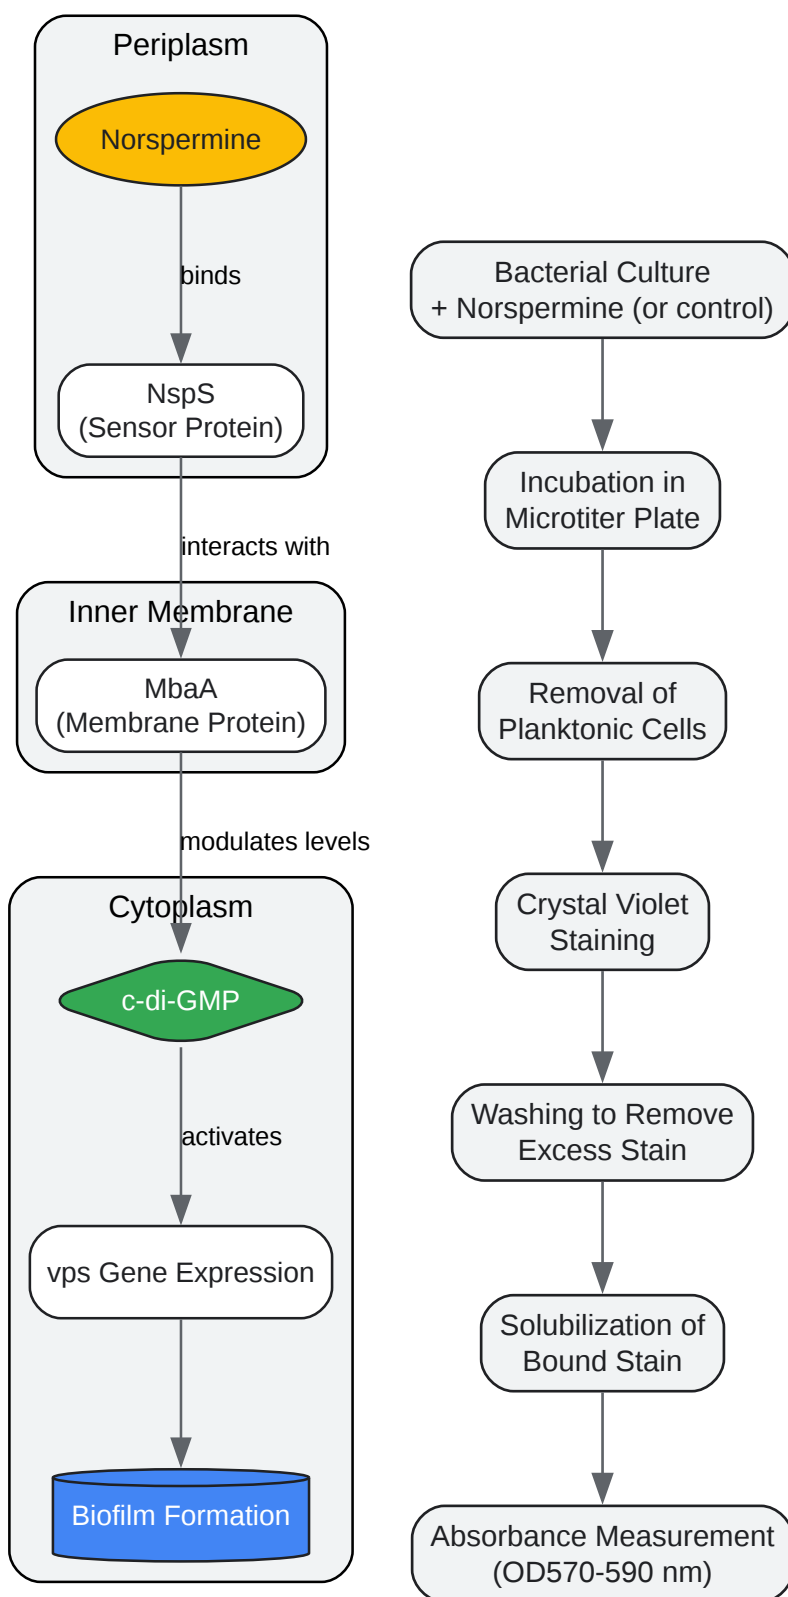 Periplasm
Norspermine
binds
NspS
(Sensor Protein)
interacts with
Inner Membrane
MbaA
(Membrane Protein)
modulates levels
Cytoplasm
c-di-GMP
activates
vps Gene Expression
Biofilm Formation
Bacterial Culture
+ Norspermine (or control)
Incubation in
Microtiter Plate
Removal of
Planktonic Cells
Crystal Violet
Staining
Washing to Remove
Excess Stain
Solubilization of
Bound Stain
Absorbance Measurement
(OD570-590 nm)